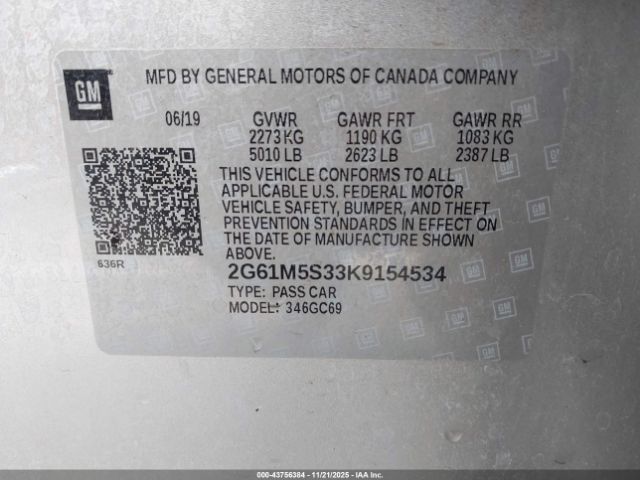 GM
MFD BY GENERAL MOTORS OF CANADA COMPANY
06/19 GVWR GAWR FRT GAWR RR
2273 KG 1190 KG 1083 KG
5010 LB 2623 LB 2387 LB
THIS VEHICLE CONFORMS TO ALL
APPLICABLE U.S. FEDERAL MOTOR
VEHICLE SAFETY, BUMPER, AND THEFT
PREVENTION STANDARDS IN EFFECT ON
THE DATE OF MANUFACTURE SHOWN
ABOVE.
636R
2G61M5S33K9154534
TYPE: PASS CAR
MODEL: 346GC69
000-43756384 - 11/21/2025 - IAAI.COM